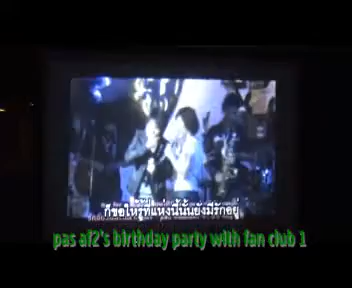 ก็ขอให้รู้ที่แห่งนี้นั้นยังมีรักอยู่
pas af2's birthday party with fan club 1